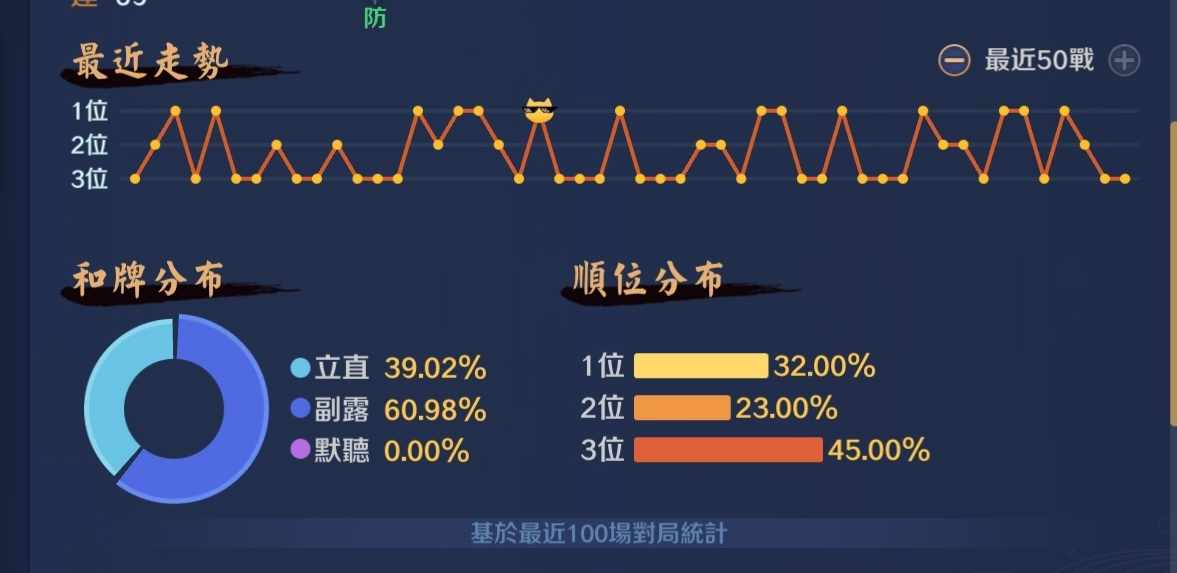 防
最近走勢
最近50戰
1位
2位
3位
和牌分布
順位分布
立直 39.02%
副露 60.98%
默聽 0.00%
1位 32.00%
2位 23.00%
3位 45.00%
基於最近100場對局統計